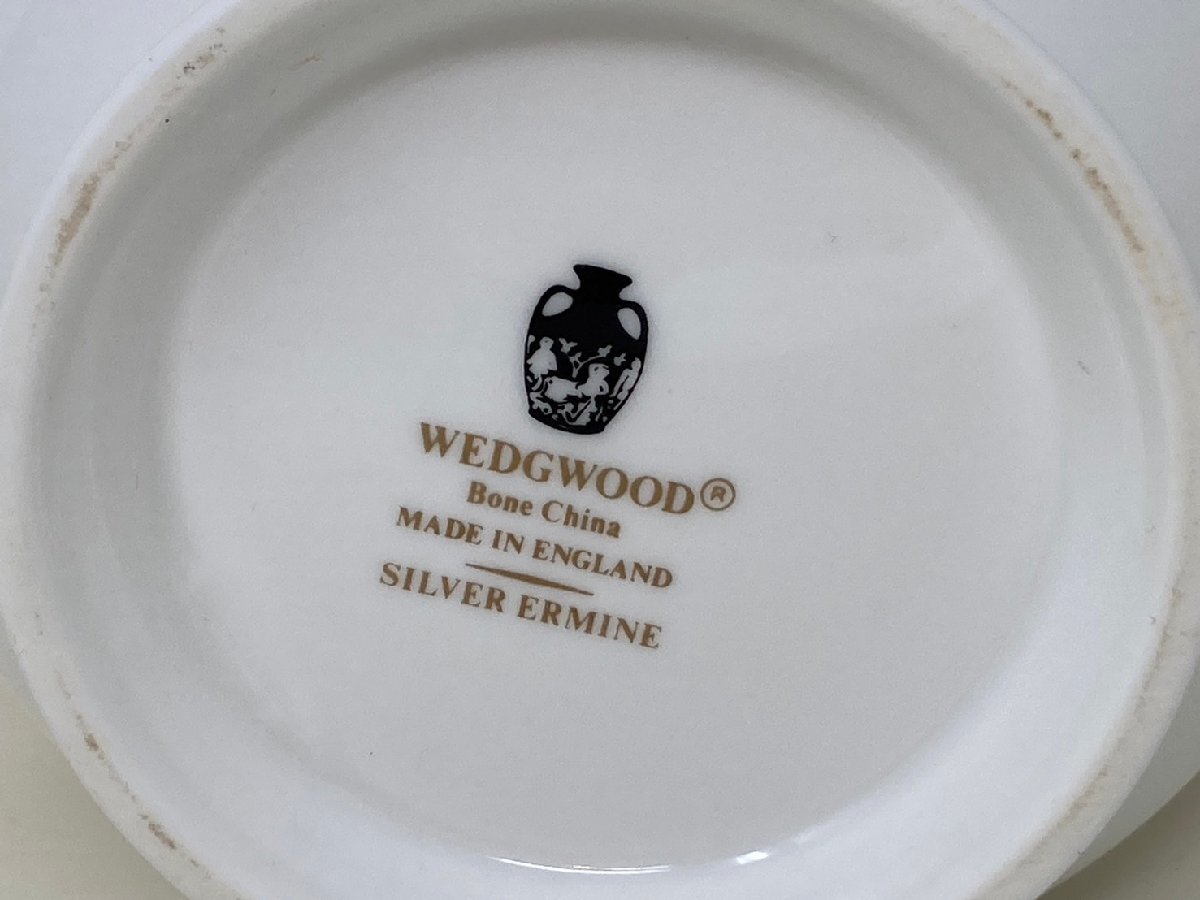 WEDGWOOD®
Bone China
MADE IN ENGLAND
SILVER ERMINE